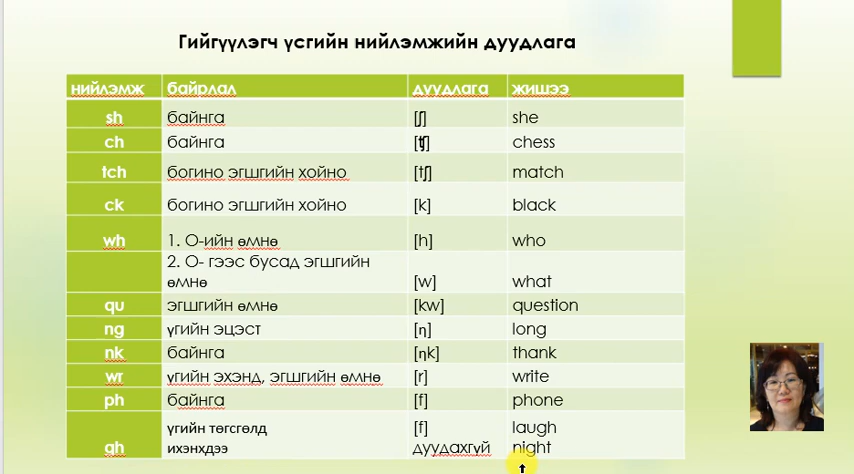 Гийгүүлэгч үсгийн нийлэмжийн дуудлага
нийлэмж байрлал дуудлага жишээ
sh байнга [ʃ] she
ch байнга [ʧ] chess
tch богино эгшгийн хойно [tʃ] match
ck богино эгшгийн хойно [k] black
wh 1. О-ийн өмнө [h] who
2. О- гээс бусад эгшгийн
өмнө [w] what
qu эгшгийн өмнө [kw] question
ng үгийн эцэст [η] long
nk байнга [ηk] thank
wr үгийн эхэнд, эгшгийн өмнө [r] write
ph байнга [f] phone
үгийн төгсгөлд [f] laugh
gh ихэнхдээ дуудахгүй night